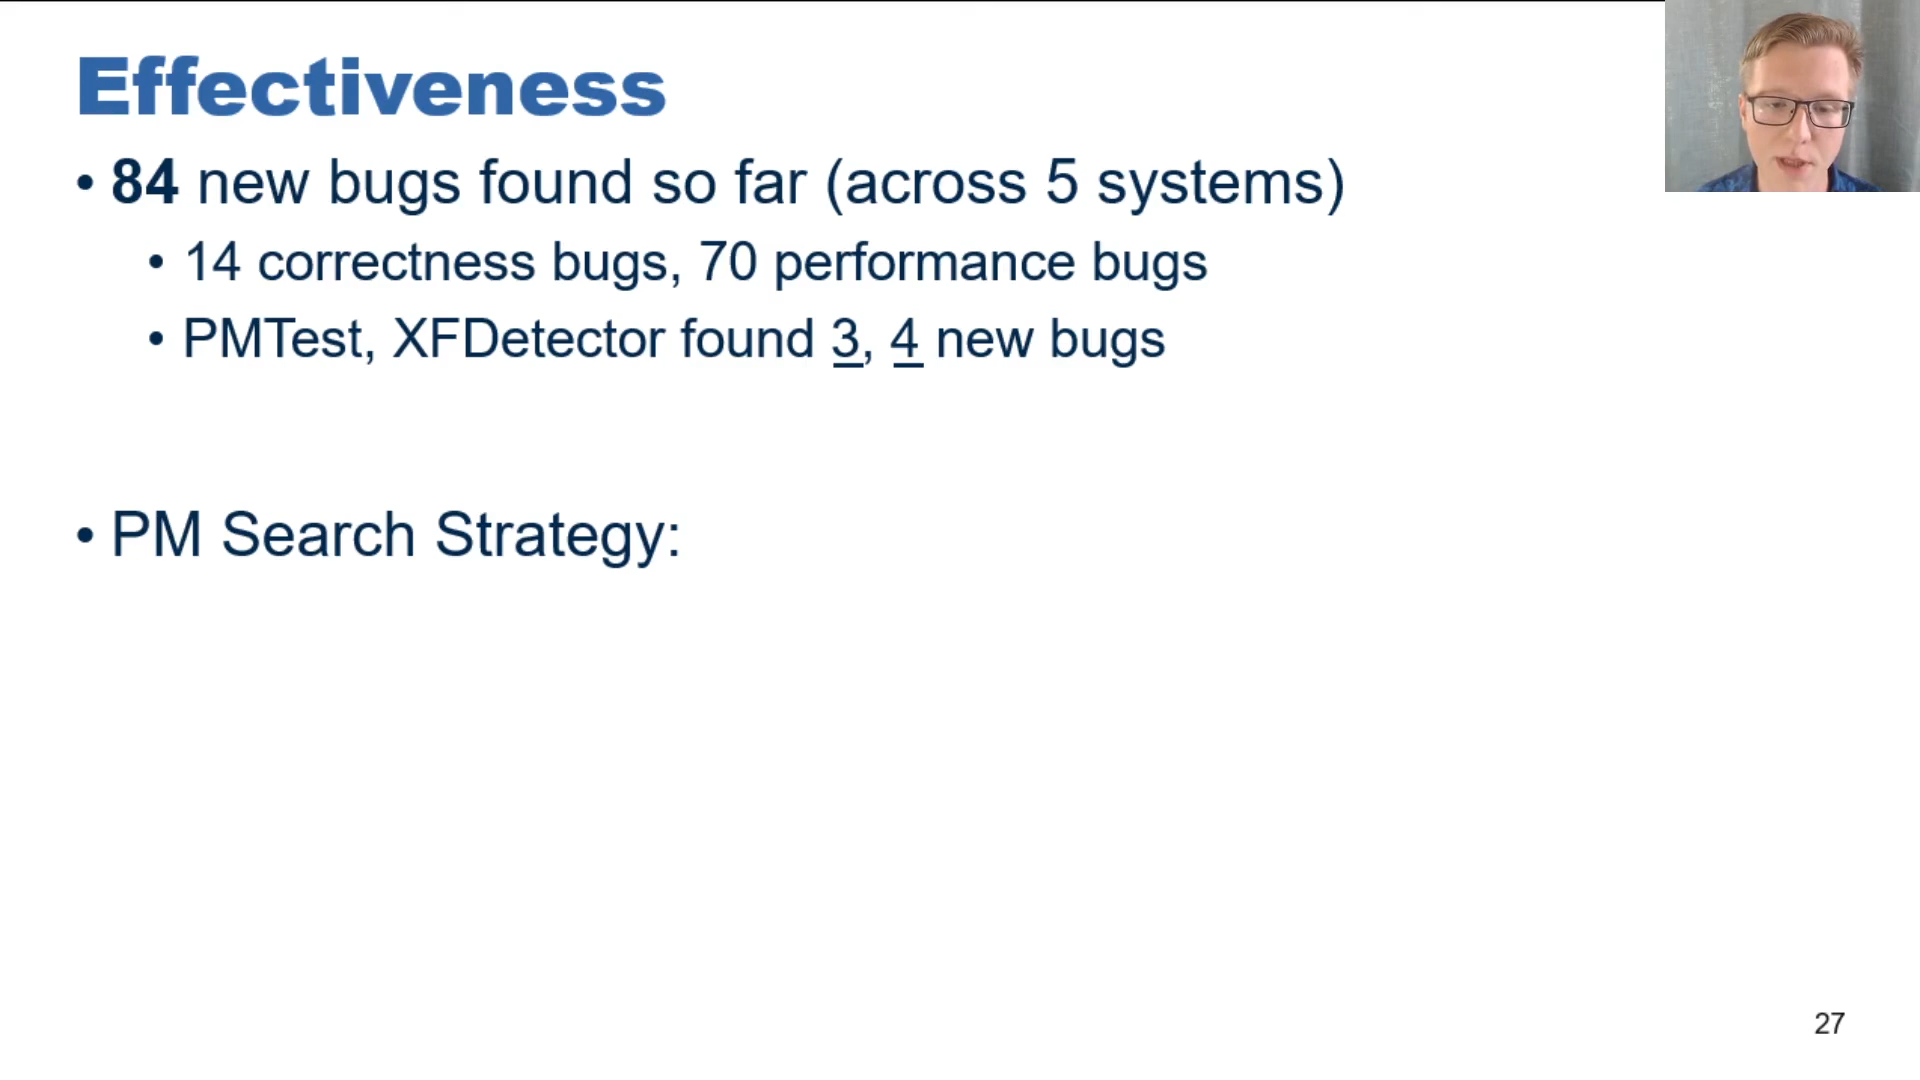 Effectiveness
• 84 new bugs found so far (across 5 systems)
• 14 correctness bugs, 70 performance bugs
• PMTest, XFDetector found 3, 4 new bugs
• PM Search Strategy:
27